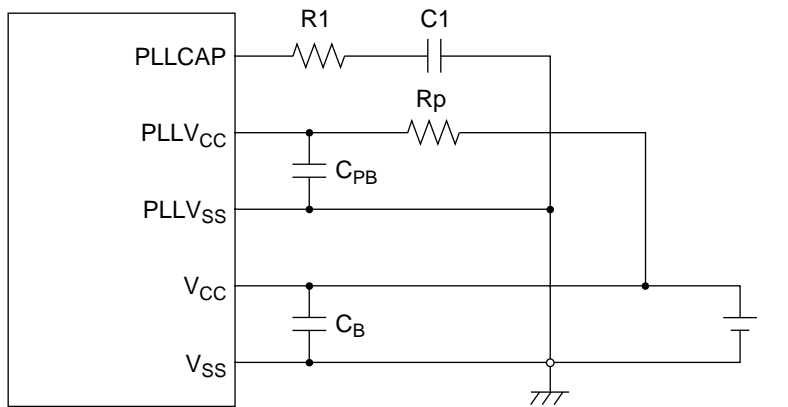 R1 C1
PLLCAP
Rp
PLLVCC
CPB
PLLVSS
VCC
CB
VSS